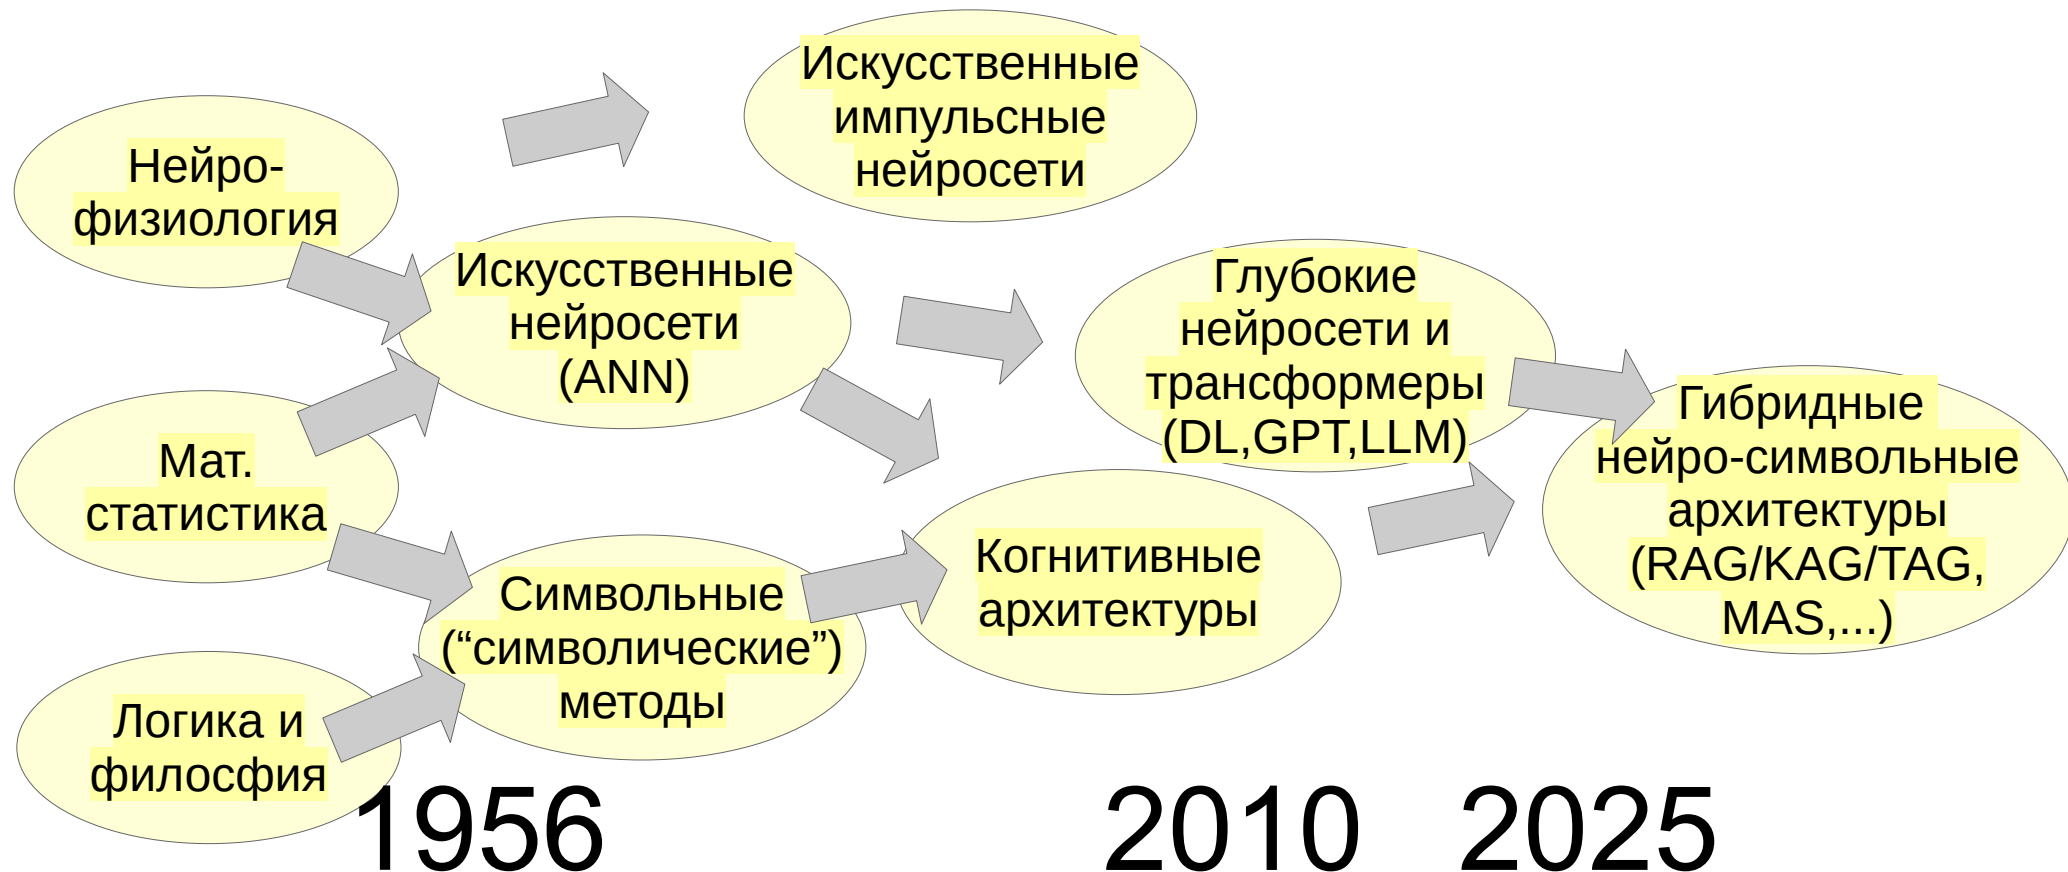 Искусственные
импульсные
нейросети
Нейро-
физиология
Искусственные
нейросети
(ANN)
Глубокие
нейросети и
трансформеры
(DL,GPT,LLM)
Гибридные
нейро-символьные
архитектуры
(RAG/KAG/TAG,
MAS,...)
Мат.
статистика
Символьные
(“символические”)
методы
Когнитивные
архитектуры
Логика и
филосфия
1956
2010
2025